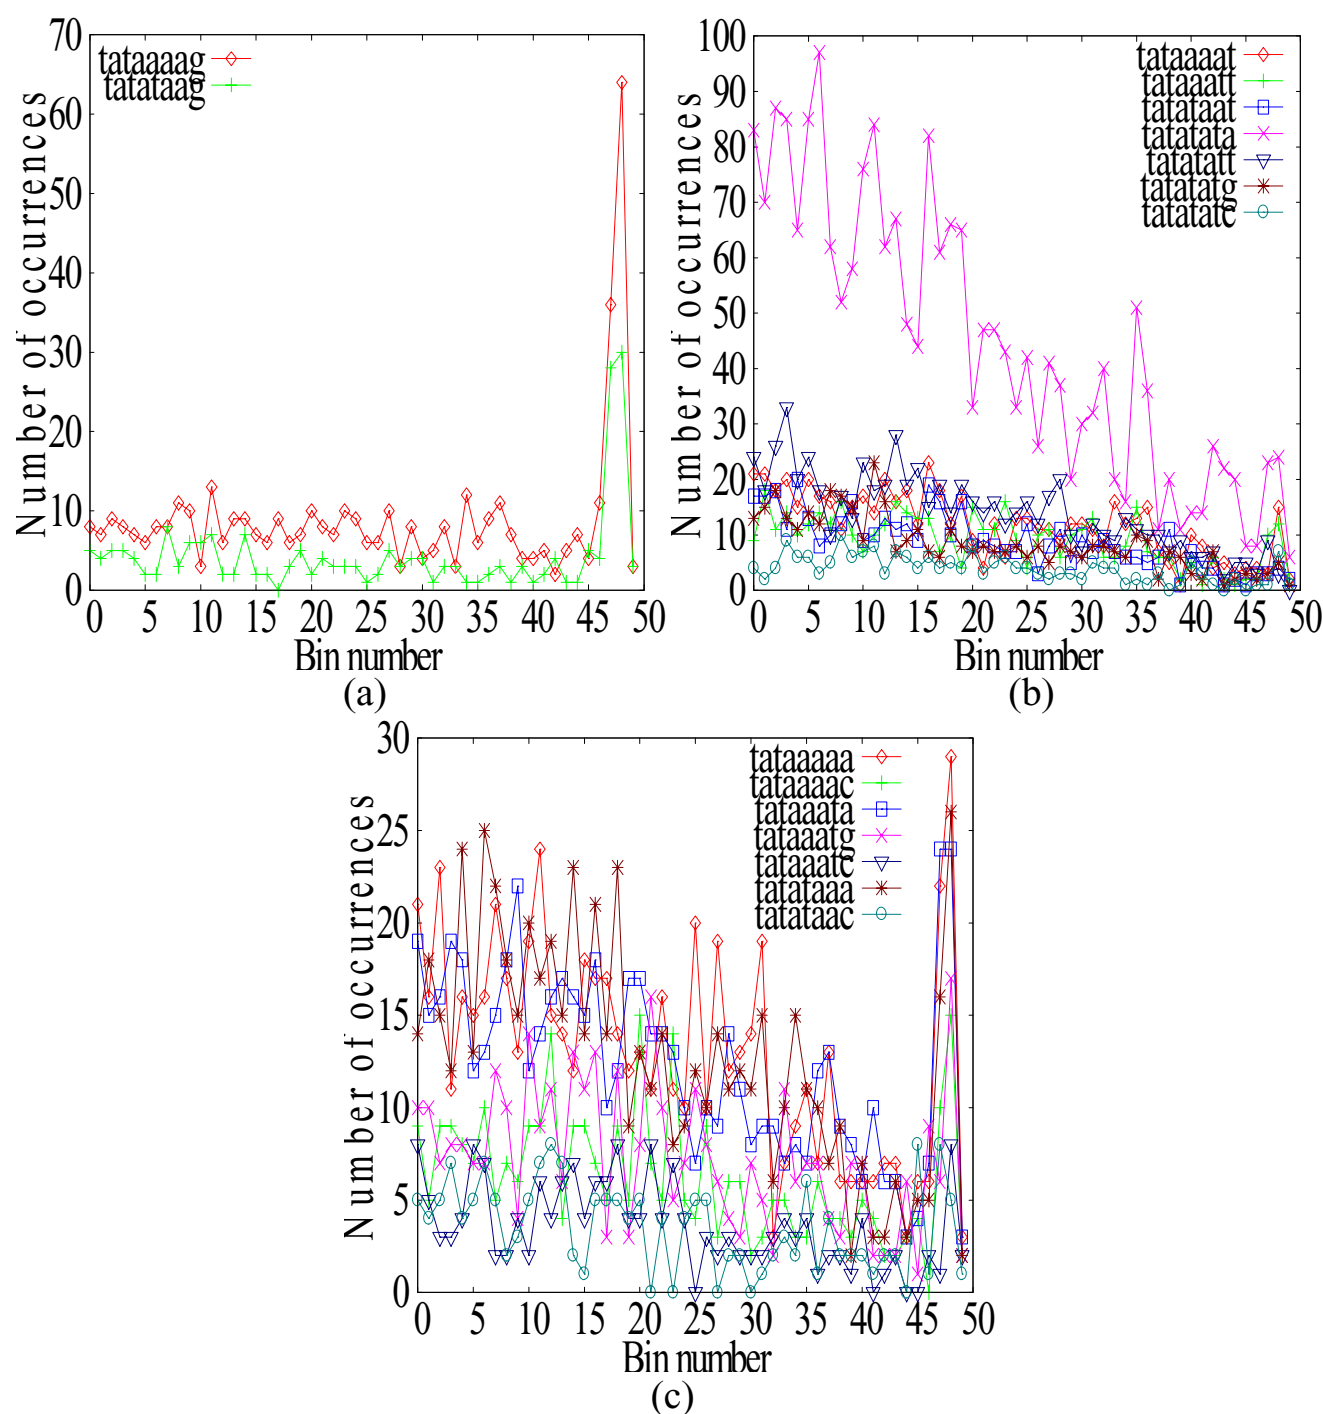 70
60
50
40
30
20
10
0
Number of occurrences
tataaaag
tatataag
0 5 10 15 20 25 30 35 40 45 50
Bin number
(a)
100
90
80
70
60
50
40
30
20
10
0
Number of occurrences
tataaaat
tataaatt
tatataat
tatatata
tatatatt
tatatatg
tatatatc
0 5 10 15 20 25 30 35 40 45 50
Bin number
(b)
30
25
20
15
10
5
0
Number of occurrences
tataaaaa
tataaaac
tataaata
tataaatg
tataaatc
tatataaa
tatataac
0 5 10 15 20 25 30 35 40 45 50
Bin number
(c)